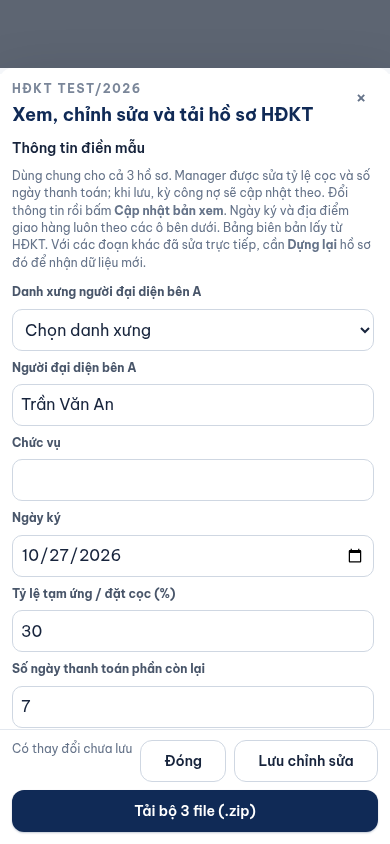 HĐKT TEST/2026
Xem, chỉnh sửa và tải hồ sơ HĐKT
×
Thông tin điền mẫu
Dùng chung cho cả 3 hồ sơ. Manager được sửa tỷ lệ cọc và số
ngày thanh toán; khi lưu, kỳ công nợ sẽ cập nhật theo. Đổi
thông tin rồi bấm Cập nhật bản xem. Ngày ký và địa điểm
giao hàng luôn theo các ô bên dưới. Bảng biên bản lấy từ
HĐKT. Với các đoạn khác đã sửa trực tiếp, cần Dựng lại hồ sơ
đó để nhận dữ liệu mới.
Danh xưng người đại diện bên A
Chọn danh xưng
Người đại diện bên A
Trần Văn An
Chức vụ
Ngày ký
10/27/2026
Tỷ lệ tạm ứng / đặt cọc (%)
30
Số ngày thanh toán phần còn lại
7
Có thay đổi chưa lưu
Đóng
Lưu chỉnh sửa
Tải bộ 3 file (.zip)